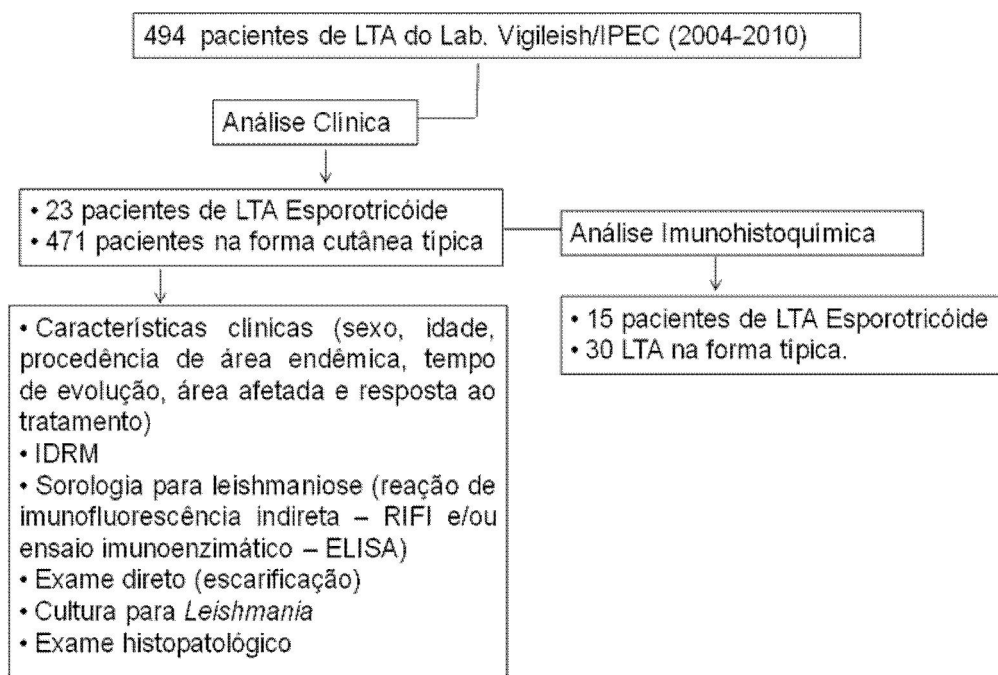 494 pacientes de LTA do Lab. Vigileish/IPEC (2004-2010)
Análise Clínica
• 23 pacientes de LTA Esporotricóide
• 471 pacientes na forma cutânea típica
Análise Imunohistoquímica
• 15 pacientes de LTA Esporotricóide
• 30 LTA na forma típica.
• Características clínicas (sexo, idade,
procedência de área endêmica, tempo
de evolução, área afetada e resposta ao
tratamento)
• IDRM
• Sorologia para leishmaniose (reação de
imunofluorescência indireta – RIFI e/ou
ensaio imunoenzimático – ELISA)
• Exame direto (escarificação)
• Cultura para Leishmania
• Exame histopatológico